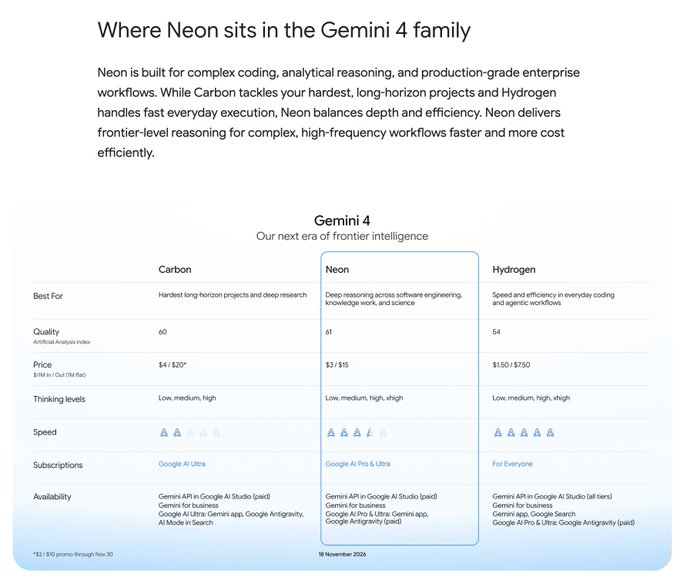 Where Neon sits in the Gemini 4 family
Neon is built for complex coding, analytical reasoning, and production-grade enterprise
workflows. While Carbon tackles your hardest, long-horizon projects and Hydrogen
handles fast everyday execution, Neon balances depth and efficiency. Neon delivers
frontier-level reasoning for complex, high-frequency workflows faster and more cost
efficiently.
Gemini 4
Our next era of frontier intelligence
Carbon Neon Hydrogen
Best For
Hardest long-horizon projects and deep research
Deep reasoning across software engineering,
knowledge work, and science
Speed and efficiency in everyday coding
and agentic workflows
Quality
Artificial Analysis Index
60 61 54
Price
$/1M in / Out (1M flat)
$4 / $20* $3 / $15 $1.50 / $7.50
Thinking levels
Low, medium, high
Low, medium, high, xhigh
Low, medium, high, xhigh
Speed
Subscriptions
Google AI Ultra
Google AI Pro & Ultra
For Everyone
Availability
Gemini API in Google AI Studio (paid)
Gemini for business
Google AI Ultra: Gemini app, Google Antigravity,
AI Mode in Search
Gemini API in Google AI Studio (paid)
Gemini for business
Google AI Pro & Ultra: Gemini app,
Google Antigravity (paid)
Gemini API in Google AI Studio (all tiers)
Gemini for business
Gemini app, Google Search
Google AI Pro & Ultra: Google Antigravity (paid)
*$2 / $10 promo through Nov 30
18 November 2026